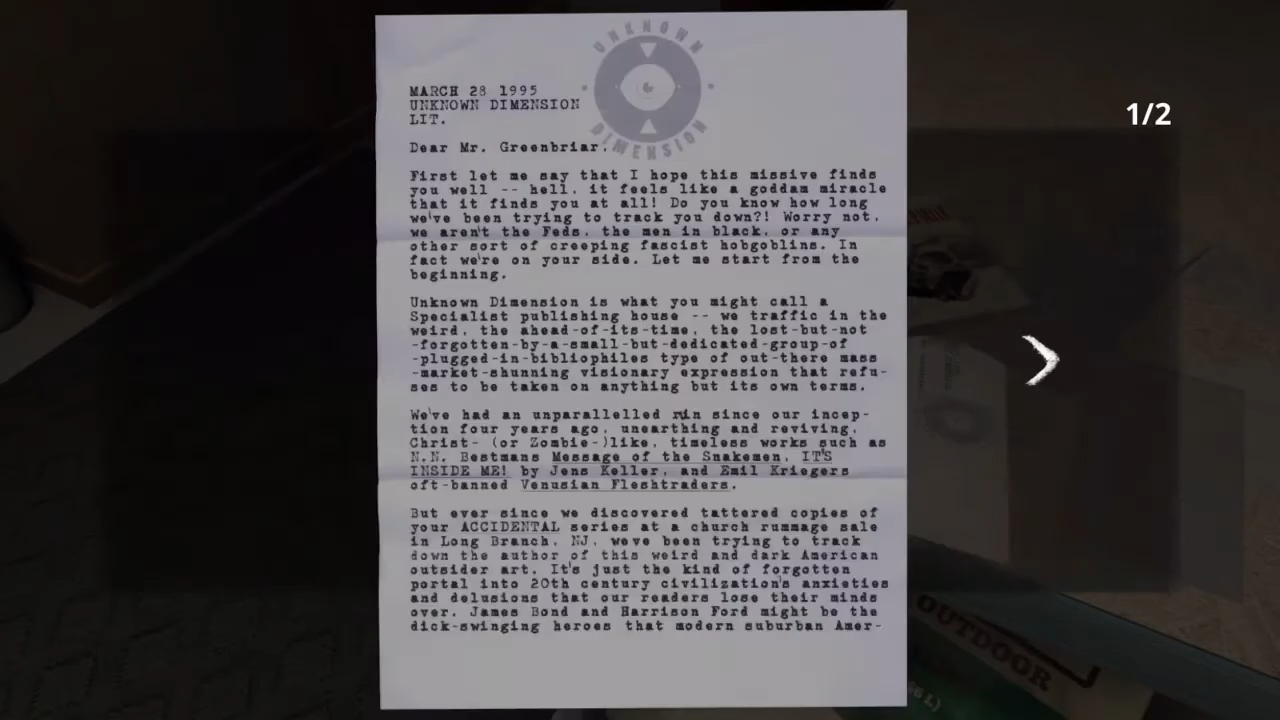 UNKNOWN
DIMENSION
MARCH 28 1995
UNKNOWN DIMENSION
LIT.
1/2
Dear Mr. Greenbriar.
First let me say that I hope this missive finds
you well -- hell, it feels like a goddam miracle
that it finds you at all! Do you know how long
we've been trying to track you down?! Worry not,
we aren't the Feds, the men in black, or any
other sort of creeping fascist hobgoblins. In
fact we're on your side. Let me start from the
beginning.
Unknown Dimension is what you might call a
Specialist publishing house -- we traffic in the
weird, the ahead-of-its-time, the lost-but-not
-forgotten-by-a-small-but-dedicated-group-of
-plugged-in-bibliophiles type of out-there mass
-market-shunning visionary expression that refu-
ses to be taken on anything but its own terms.
We've had an unparallelled run since our incep-
tion four years ago, unearthing and reviving,
Christ- (or Zombie-)like, timeless works such as
N.N. Bestmans Message of the Snakemen, IT'S
INSIDE ME! by Jens Keller, and Emil Kriegers
oft-banned Venusian Fleshtraders.
But ever since we discovered tattered copies of
your ACCIDENTAL series at a church rummage sale
in Long Branch, NJ, we've been trying to track
down the author of this weird and dark American
outsider art. It's just the kind of forgotten
portal into 20th century civilization's anxieties
and delusions that our readers lose their minds
over. James Bond and Harrison Ford might be the
dick-swinging heroes that modern suburban Amer-
OUTDOOR